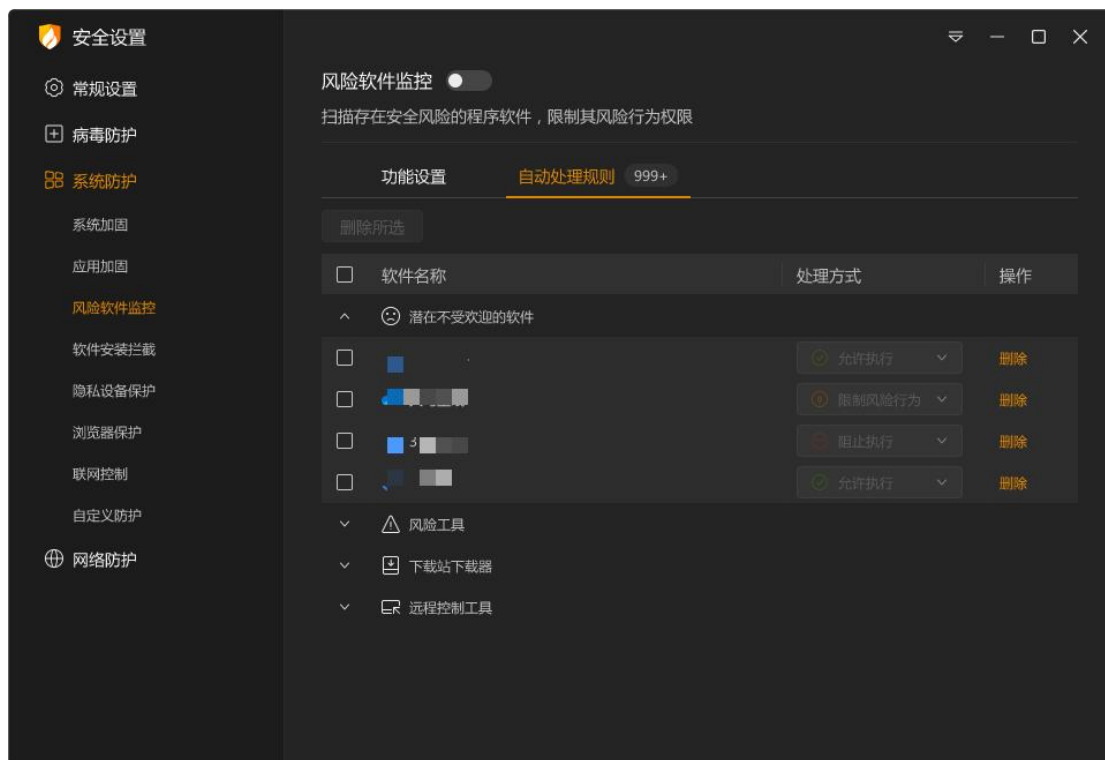 安全设置
常规设置
病毒防护
系统防护
系统加固
应用加固
风险软件监控
软件安装拦截
隐私设备保护
浏览器保护
联网控制
自定义防护
网络防护
风险软件监控
扫描存在安全风险的程序软件，限制其风险行为权限
功能设置 自动处理规则 999+
删除所选
软件名称 处理方式 操作
潜在不受欢迎的软件
允许执行 删除
限制风险行为 删除
3 阻止执行 删除
允许执行 删除
风险工具
下载站下载器
远程控制工具